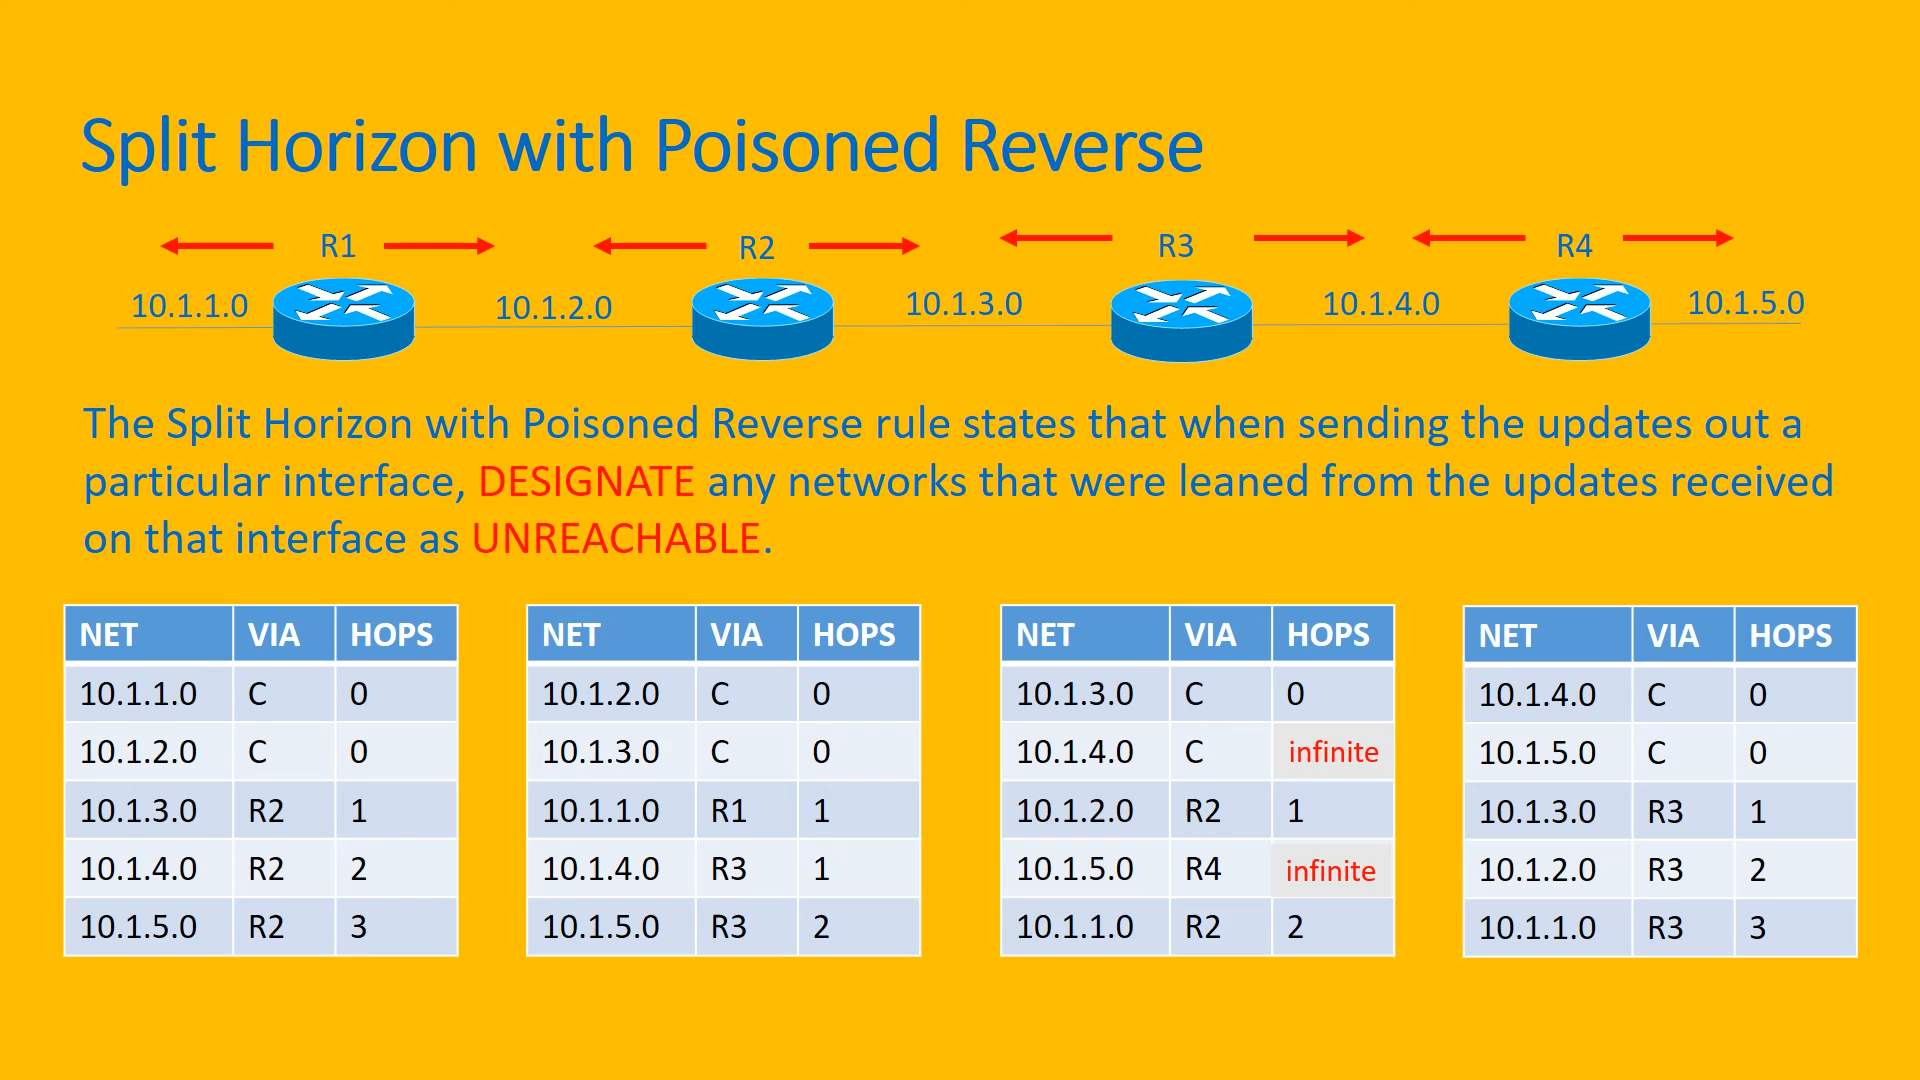 Split Horizon with Poisoned Reverse
R1 R2 R3 R4
10.1.1.0 10.1.2.0 10.1.3.0 10.1.4.0 10.1.5.0
The Split Horizon with Poisoned Reverse rule states that when sending the updates out a
particular interface, DESIGNATE any networks that were leaned from the updates received
on that interface as UNREACHABLE.
NET VIA HOPS
10.1.1.0 C 0
10.1.2.0 C 0
10.1.3.0 R2 1
10.1.4.0 R2 2
10.1.5.0 R2 3
NET VIA HOPS
10.1.2.0 C 0
10.1.3.0 C 0
10.1.1.0 R1 1
10.1.4.0 R3 1
10.1.5.0 R3 2
NET VIA HOPS
10.1.3.0 C 0
10.1.4.0 C infinite
10.1.2.0 R2 1
10.1.5.0 R4 infinite
10.1.1.0 R2 2
NET VIA HOPS
10.1.4.0 C 0
10.1.5.0 C 0
10.1.3.0 R3 1
10.1.2.0 R3 2
10.1.1.0 R3 3